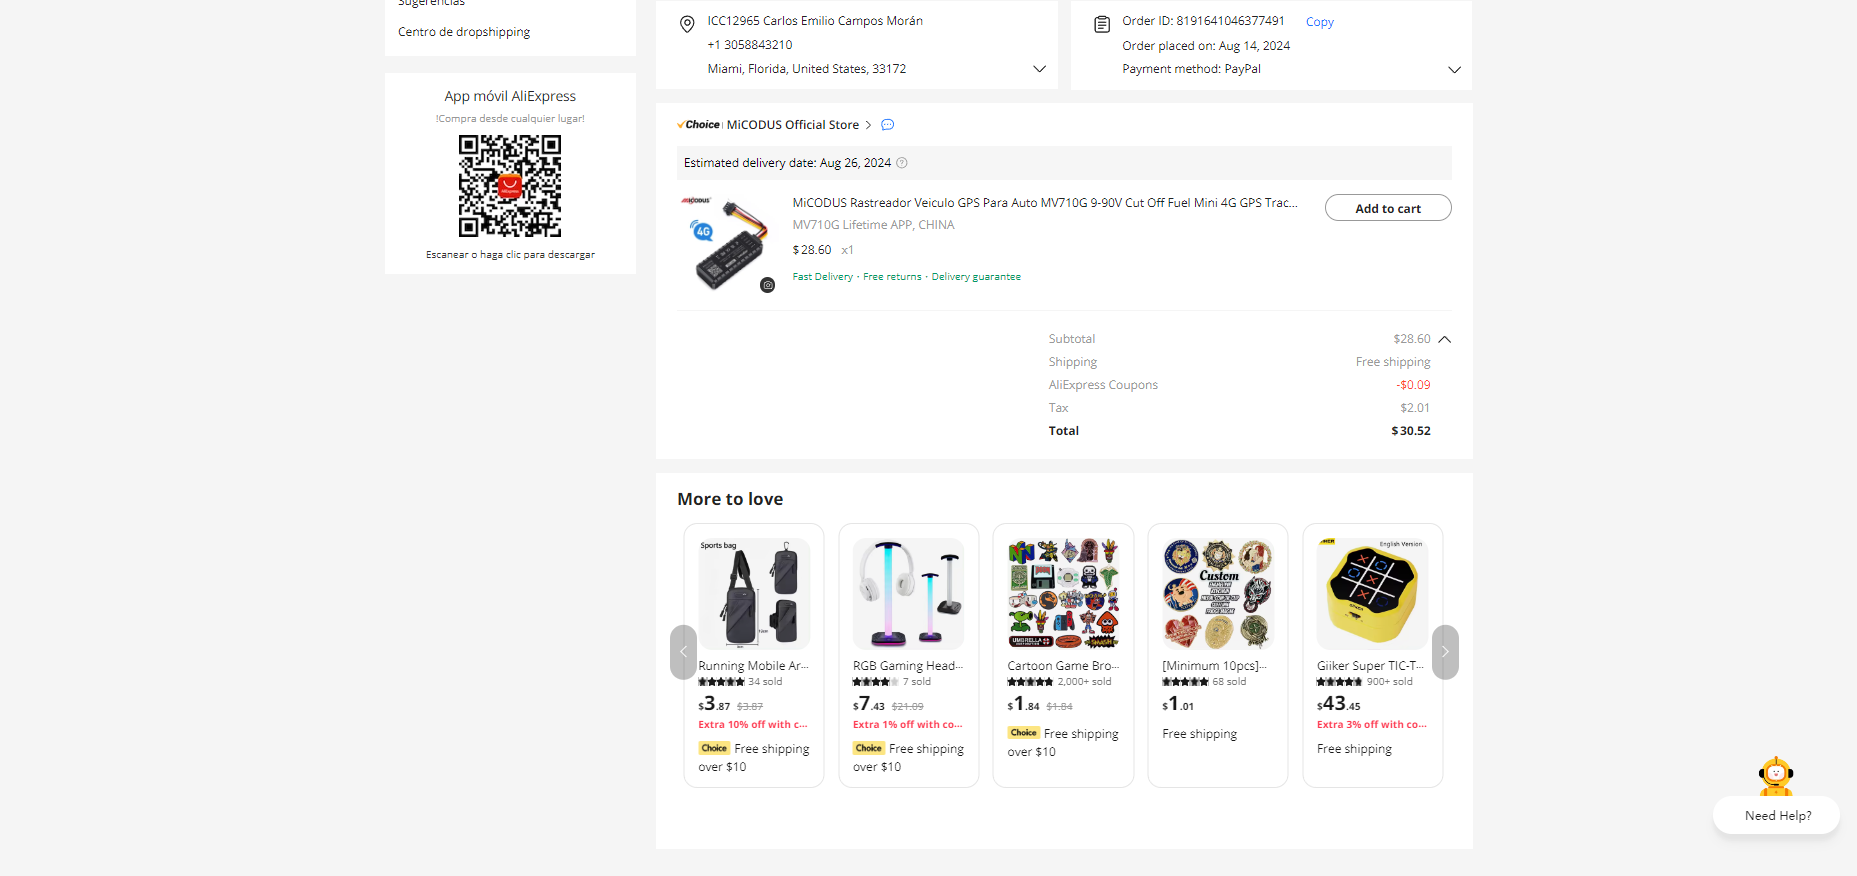 Sugerencias
Centro de dropshipping
App móvil AliExpress
!Compra desde cualquier lugar!
AliExpress
Escanear o haga clic para descargar
ICC12965 Carlos Emilio Campos Morán
+1 3058843210
Miami, Florida, United States, 33172
Order ID: 8191641046377491 Copy
Order placed on: Aug 14, 2024
Payment method: PayPal
Choice MiCODUS Official Store
Estimated delivery date: Aug 26, 2024
MiCODUS
4G
MiCODUS Rastreador Veiculo GPS Para Auto MV710G 9-90V Cut Off Fuel Mini 4G GPS Trac...
MV710G Lifetime APP, CHINA
$28.60 x1
Fast Delivery · Free returns · Delivery guarantee
Add to cart
Subtotal $28.60
Shipping Free shipping
AliExpress Coupons -$0.09
Tax $2.01
Total $30.52
More to love
Sports bag
Running Mobile Ar...
34 sold
$3.87 $3.87
Extra 10% off with c...
Choice Free shipping
over $10
RGB Gaming Head...
7 sold
$7.43 $21.09
Extra 1% off with co...
Choice Free shipping
over $10
UMBRELLA
Cartoon Game Bro...
2,000+ sold
$1.84 $1.84
Choice Free shipping
over $10
Custom
[Minimum 10pcs]...
68 sold
$1.01
Free shipping
English Version
Giiker Super TIC-T...
900+ sold
$43.45
Extra 3% off with co...
Free shipping
Need Help?